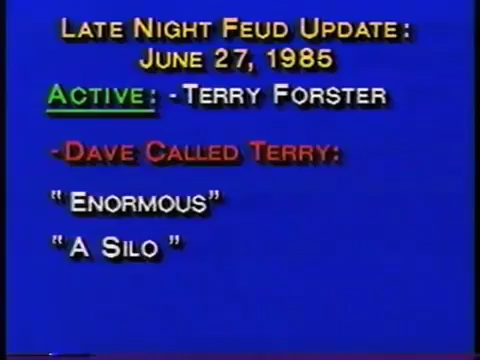 LATE NIGHT FEUD UPDATE:
JUNE 27, 1985
ACTIVE: -TERRY FORSTER
-DAVE CALLED TERRY:
"ENORMOUS"
"A SILO "